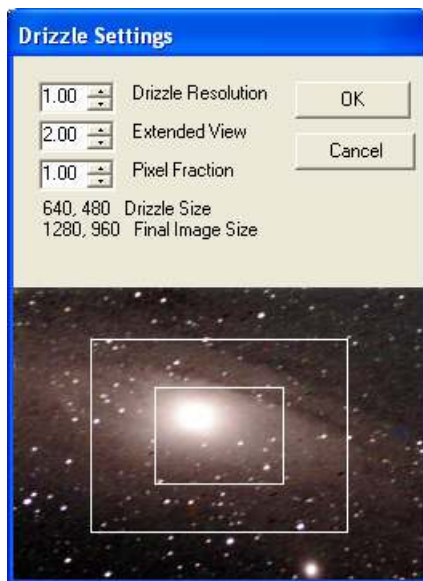 Drizzle Settings
1.00 Drizzle Resolution
OK
2.00 Extended View
Cancel
1.00 Pixel Fraction
640, 480 Drizzle Size
1280, 960 Final Image Size